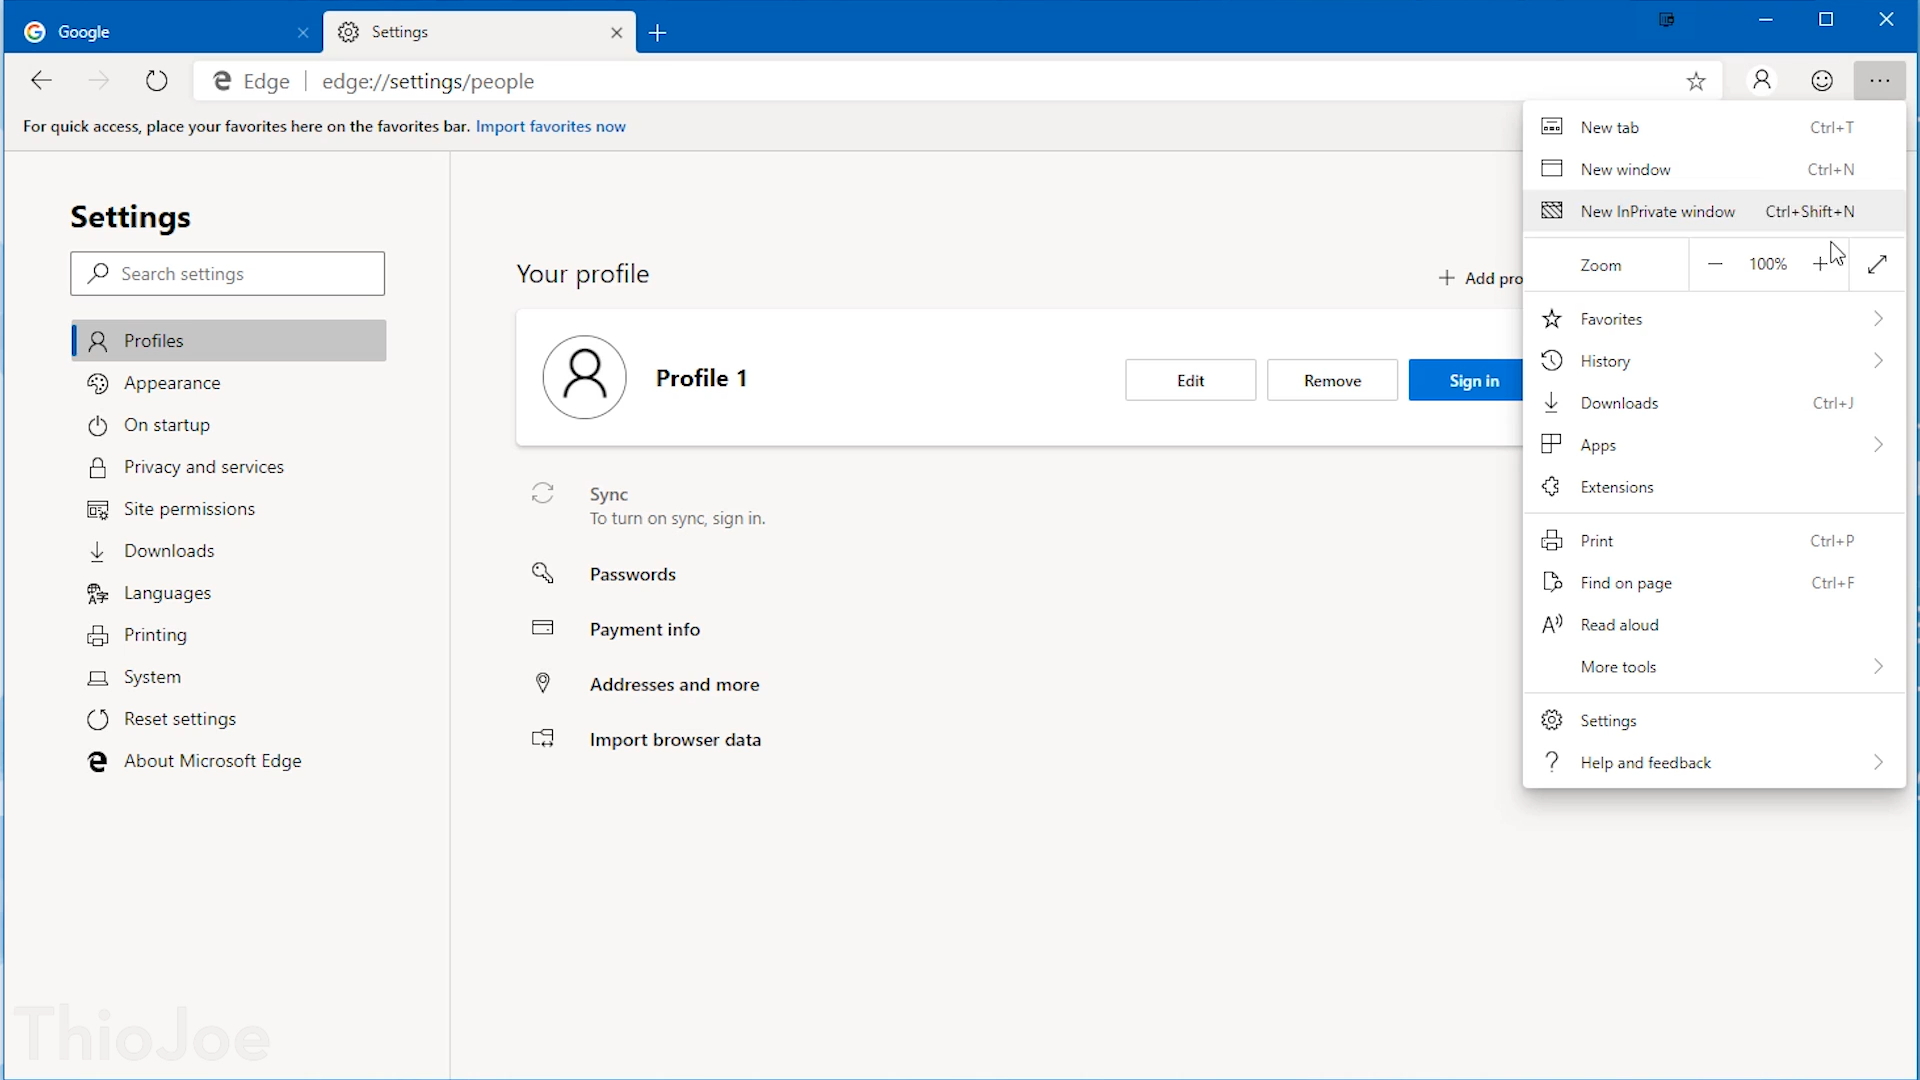 Google
Settings
Edge
edge://settings/people
For quick access, place your favorites here on the favorites bar. Import favorites now
Settings
Search settings
Profiles
Appearance
On startup
Privacy and services
Site permissions
Downloads
Languages
Printing
System
Reset settings
About Microsoft Edge
Your profile
+ Add pro
Profile 1
Edit
Remove
Sign in
Sync
To turn on sync, sign in.
Passwords
Payment info
Addresses and more
Import browser data
New tab Ctrl+T
New window Ctrl+N
New InPrivate window Ctrl+Shift+N
Zoom 100%
Favorites
History
Downloads Ctrl+J
Apps
Extensions
Print Ctrl+P
Find on page Ctrl+F
Read aloud
More tools
Settings
Help and feedback
ThioJoe